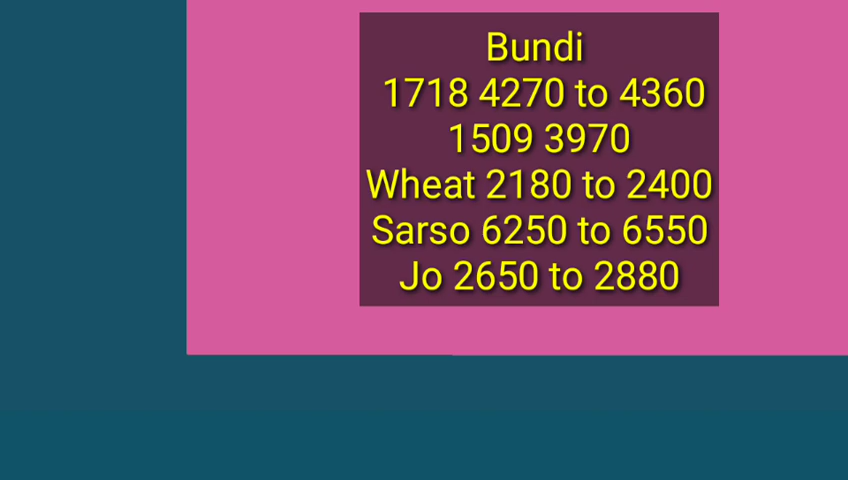 Bundi
1718 4270 to 4360
1509 3970
Wheat 2180 to 2400
Sarso 6250 to 6550
Jo 2650 to 2880